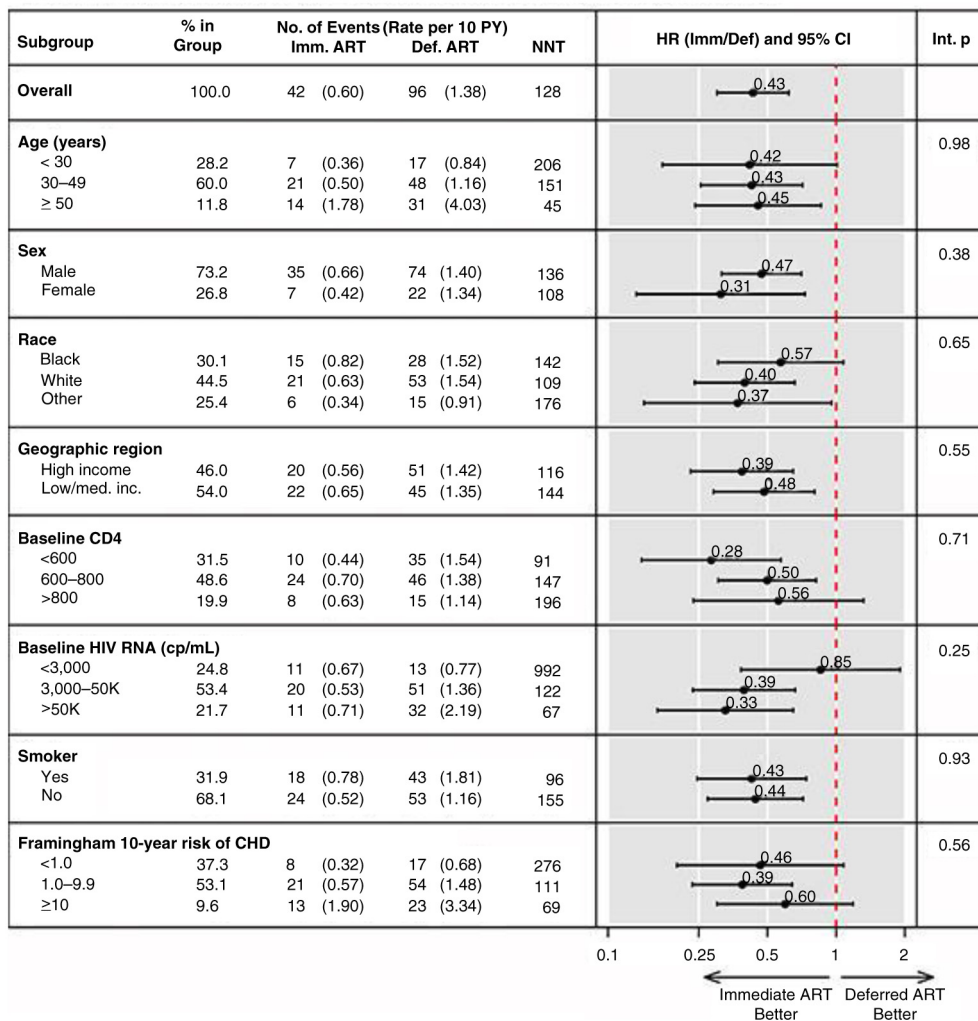 Subgroup % in Group No. of Events (Rate per 10 PY) Imm. ART Def. ART NNT HR (Imm/Def) and 95% CI Int. p
Overall 100.0 42 (0.60) 96 (1.38) 128 0.43
Age (years) 0.98
< 30 28.2 7 (0.36) 17 (0.84) 206 0.42
30–49 60.0 21 (0.50) 48 (1.16) 151 0.43
≥ 50 11.8 14 (1.78) 31 (4.03) 45 0.45
Sex 0.38
Male 73.2 35 (0.66) 74 (1.40) 136 0.47
Female 26.8 7 (0.42) 22 (1.34) 108 0.31
Race 0.65
Black 30.1 15 (0.82) 28 (1.52) 142 0.57
White 44.5 21 (0.63) 53 (1.54) 109 0.40
Other 25.4 6 (0.34) 15 (0.91) 176 0.37
Geographic region 0.55
High income 46.0 20 (0.56) 51 (1.42) 116 0.39
Low/med. inc. 54.0 22 (0.65) 45 (1.35) 144 0.48
Baseline CD4 0.71
<600 31.5 10 (0.44) 35 (1.54) 91 0.28
600–800 48.6 24 (0.70) 46 (1.38) 147 0.50
>800 19.9 8 (0.63) 15 (1.14) 196 0.56
Baseline HIV RNA (cp/mL) 0.25
<3,000 24.8 11 (0.67) 13 (0.77) 992 0.85
3,000–50K 53.4 20 (0.53) 51 (1.36) 122 0.39
>50K 21.7 11 (0.71) 32 (2.19) 67 0.33
Smoker 0.93
Yes 31.9 18 (0.78) 43 (1.81) 96 0.43
No 68.1 24 (0.52) 53 (1.16) 155 0.44
Framingham 10-year risk of CHD 0.56
<1.0 37.3 8 (0.32) 17 (0.68) 276 0.46
1.0–9.9 53.1 21 (0.57) 54 (1.48) 111 0.39
≥10 9.6 13 (1.90) 23 (3.34) 69 0.60
0.1 0.25 0.5 1 2
Immediate ART Deferred ART
Better Better